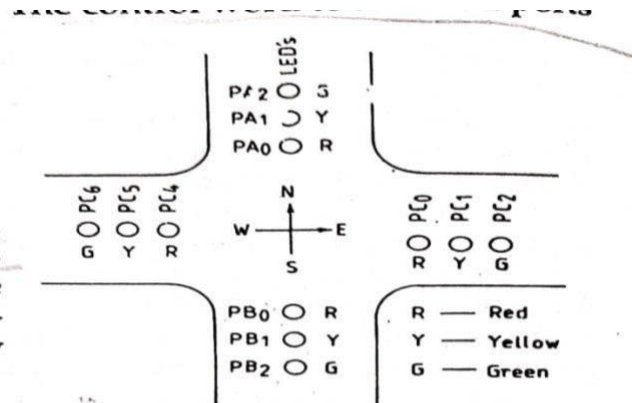 LED's
PA2 G
PA1 Y
PA0 R
PC6 PC5 PC4
G Y R
N
W E
S
PC0 PC1 PC2
R Y G
PB0 R
PB1 Y
PB2 G
R — Red
Y — Yellow
G — Green